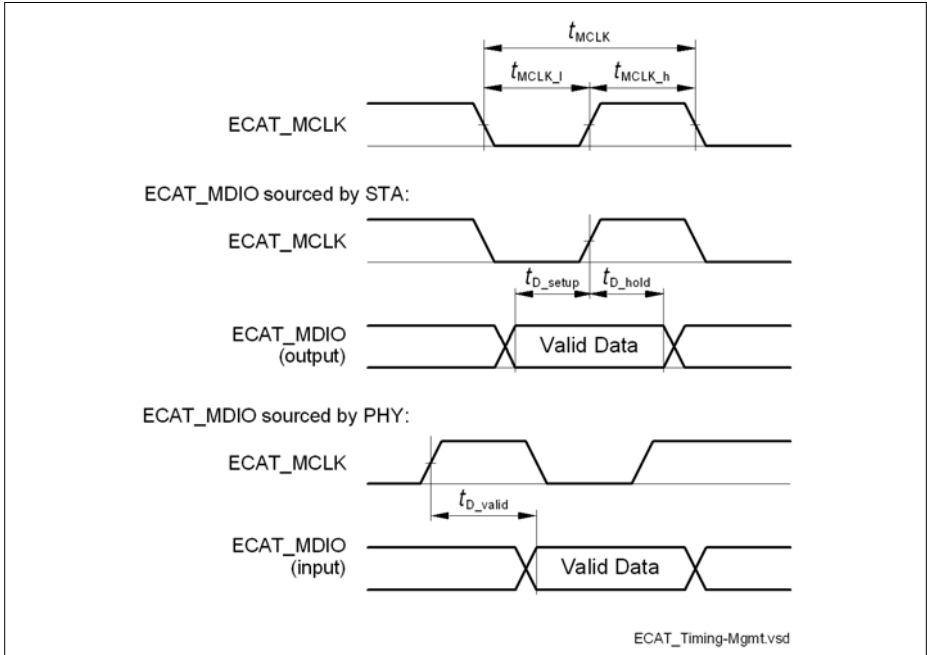 tMCLK
tMCLK_l tMCLK_h
ECAT_MCLK
ECAT_MDIO sourced by STA:
ECAT_MCLK
tD_setup tD_hold
ECAT_MDIO
(output)
Valid Data
ECAT_MDIO sourced by PHY:
ECAT_MCLK
tD_valid
ECAT_MDIO
(input)
Valid Data
ECAT_Timing-Mgmt.vsd